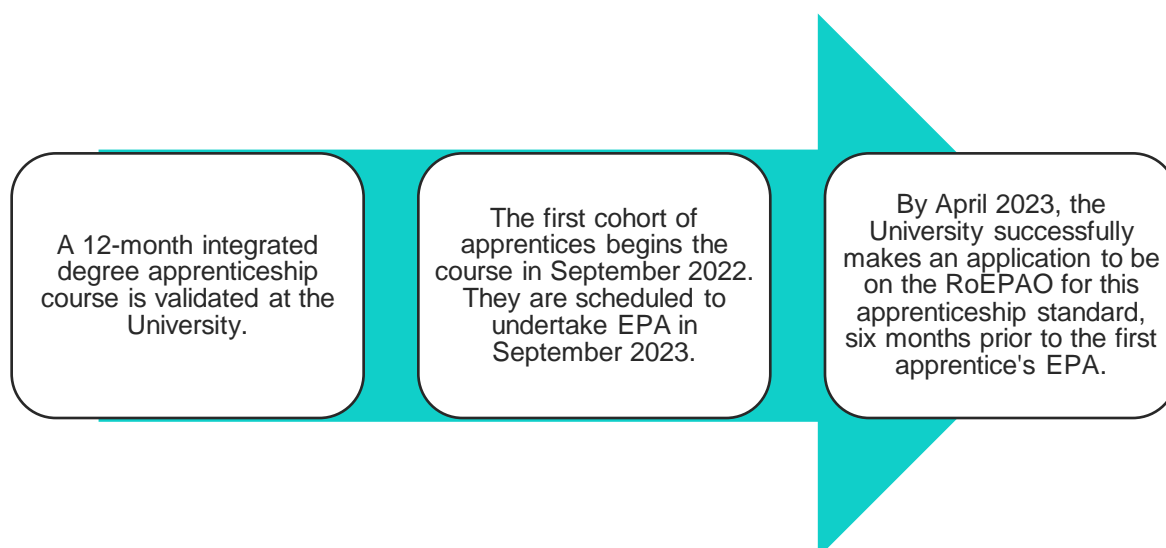 A 12-month integrated
degree apprenticeship
course is validated at the
University.
The first cohort of
apprentices begins the
course in September 2022.
They are scheduled to
undertake EPA in
September 2023.
By April 2023, the
University successfully
makes an application to be
on the RoEPAO for this
apprenticeship standard,
six months prior to the first
apprentice's EPA.